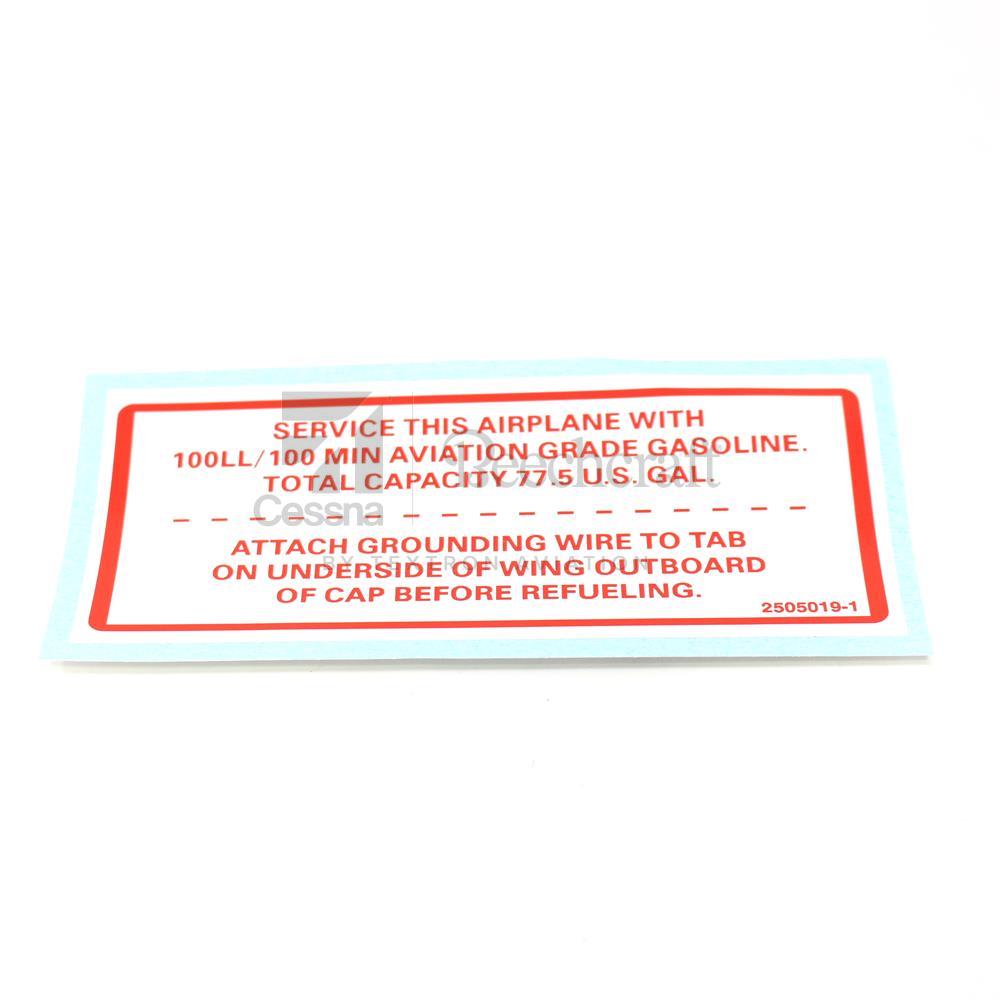 SERVICE THIS AIRPLANE WITH
100LL/100 MIN AVIATION GRADE GASOLINE.
TOTAL CAPACITY 77.5 U.S. GAL.
ATTACH GROUNDING WIRE TO TAB
ON UNDERSIDE OF WING OUTBOARD
OF CAP BEFORE REFUELING.
2505019-1
Cessna
Beechcraft
BY TEXTRON AVIATION